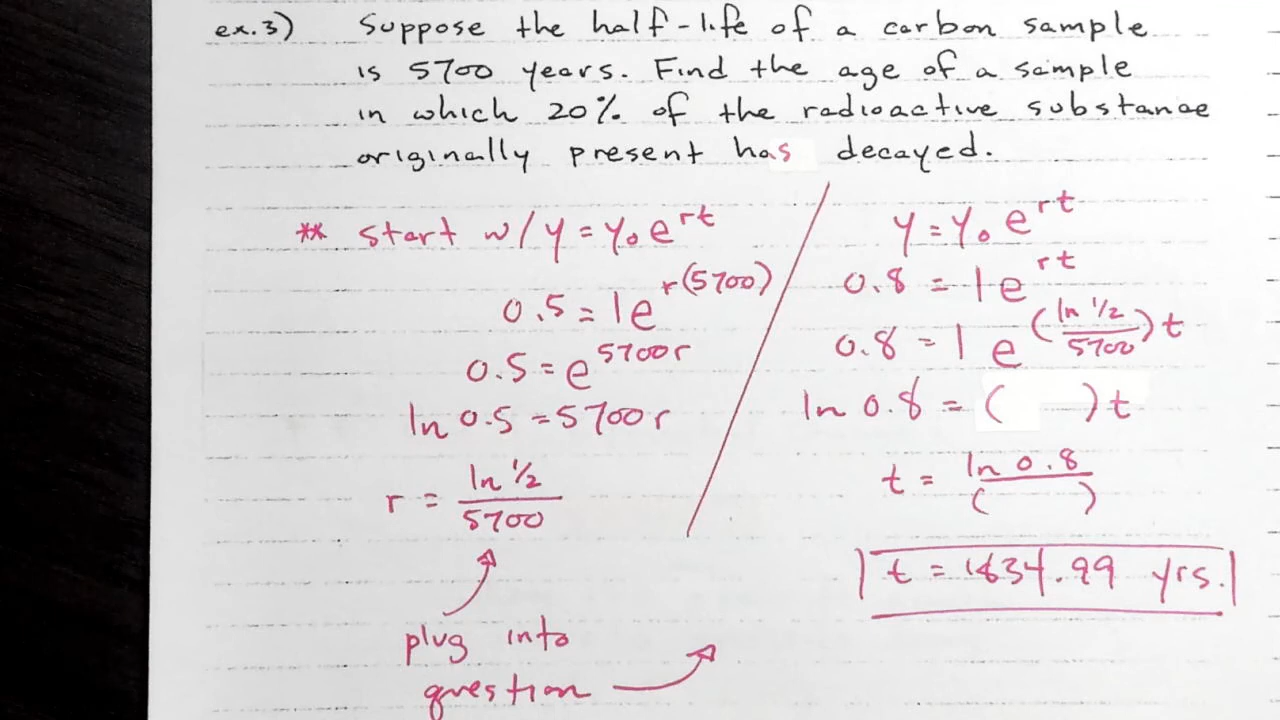 ex.3) Suppose the half-life of a carbon sample
is 5700 years. Find the age of a sample
in which 20% of the radioactive substance
originally present has decayed.
** start w/ y = y₀e^rt
0.5 = 1e^r(5700)
0.5 = e^5700r
ln 0.5 = 5700r
r = ln ½ / 5700
plug into
question
y = y₀e^rt
0.8 = 1e^rt
0.8 = 1e^(ln ½ / 5700)t
ln 0.8 = ( )t
t = ln 0.8 / ( )
t = 1834.99 yrs.